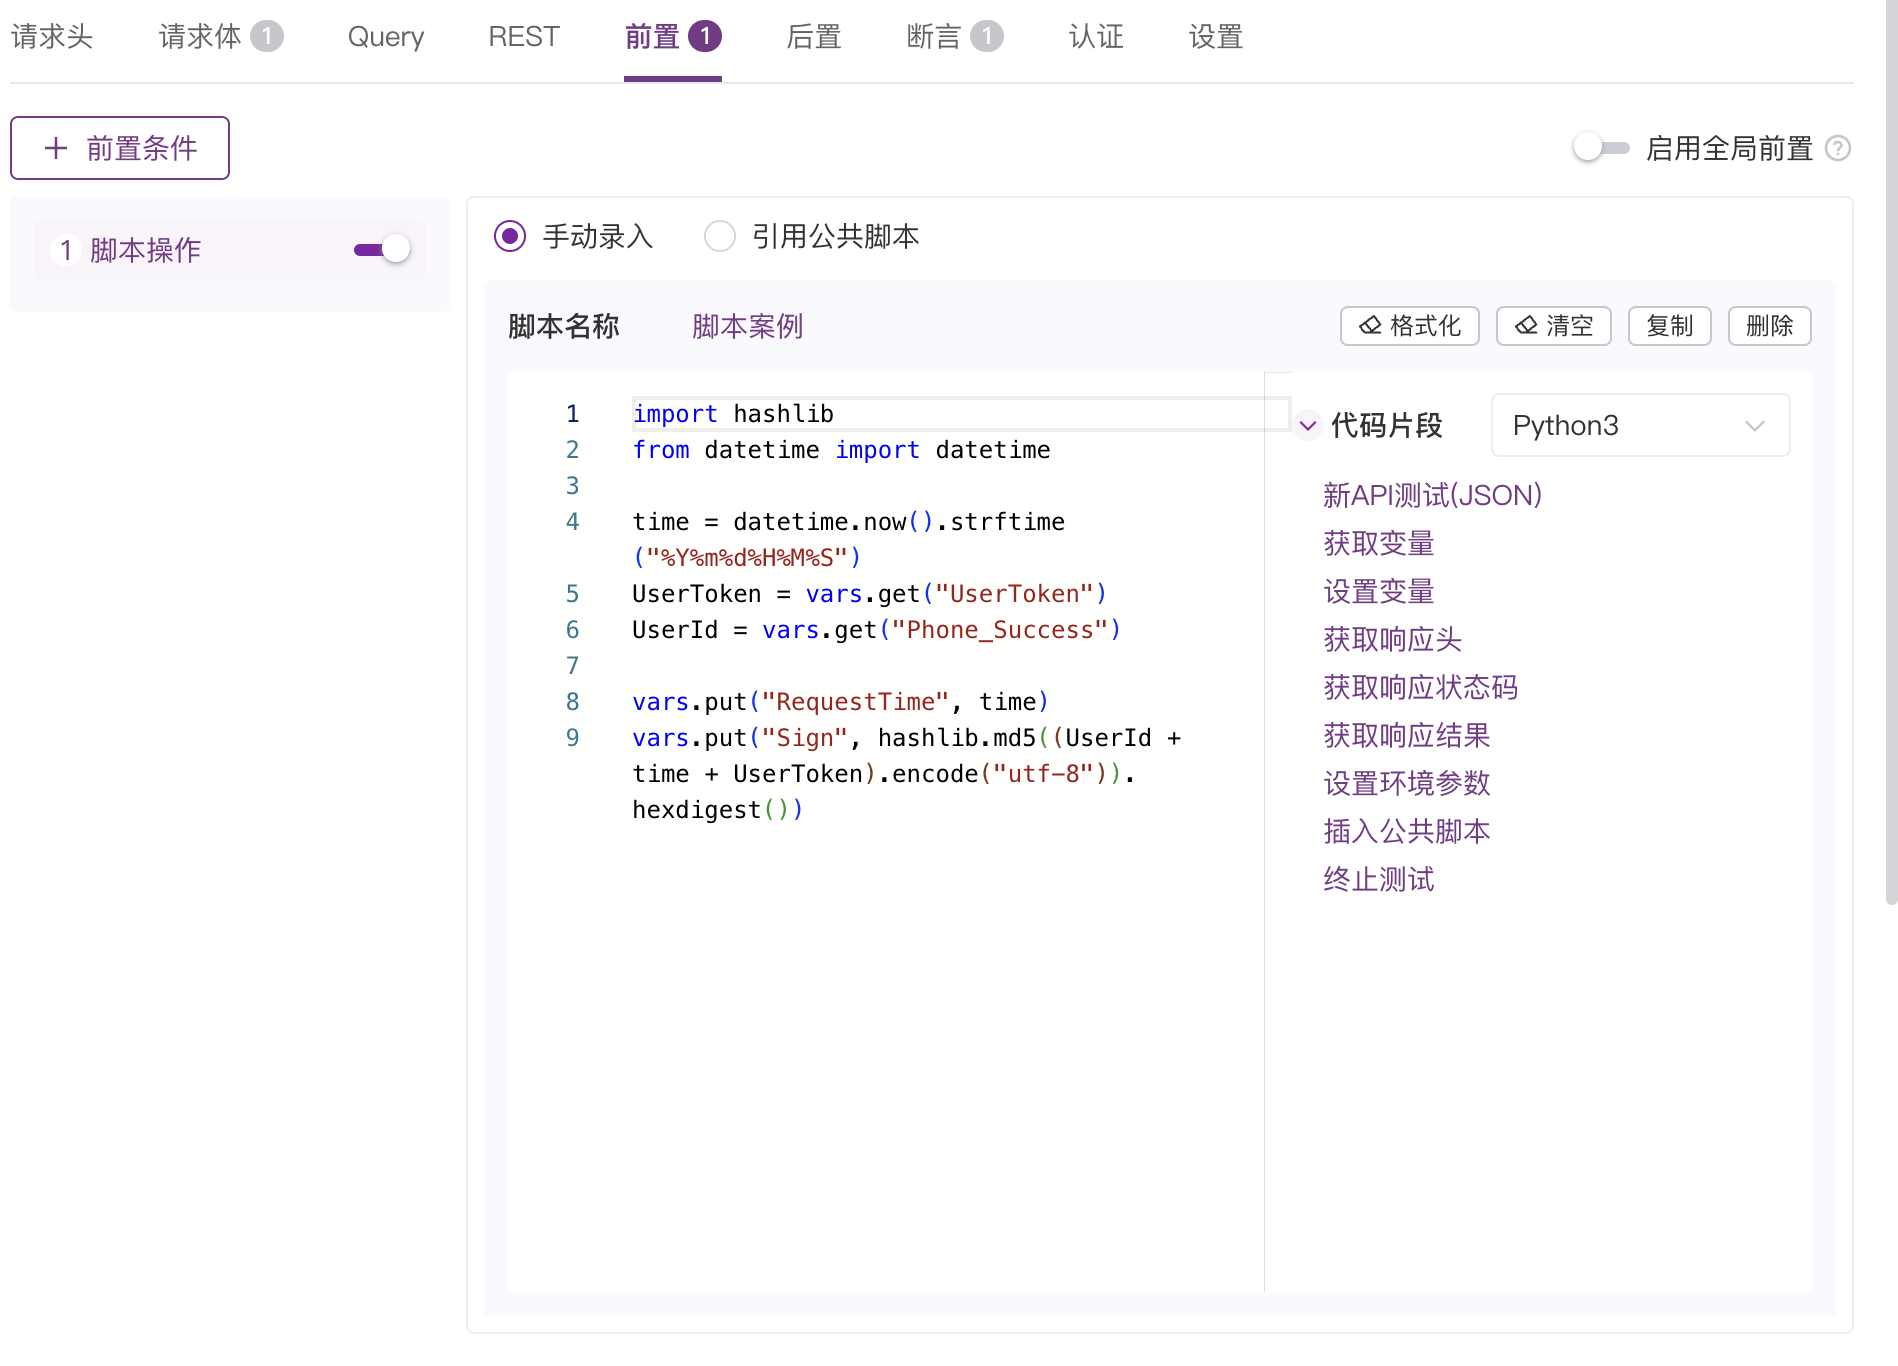 请求头 请求体 1 Query REST 前置 1 后置 断言 1 认证 设置
+ 前置条件 启用全局前置 ?
1 脚本操作
手动录入 引用公共脚本
脚本名称 脚本案例 格式化 清空 复制 删除
1 import hashlib
2 from datetime import datetime
3
4 time = datetime.now().strftime
("%Y%m%d%H%M%S")
5 UserToken = vars.get("UserToken")
6 UserId = vars.get("Phone_Success")
7
8 vars.put("RequestTime", time)
9 vars.put("Sign", hashlib.md5((UserId +
time + UserToken).encode("utf-8")).
hexdigest())
代码片段 Python3
新API测试(JSON)
获取变量
设置变量
获取响应头
获取响应状态码
获取响应结果
设置环境参数
插入公共脚本
终止测试